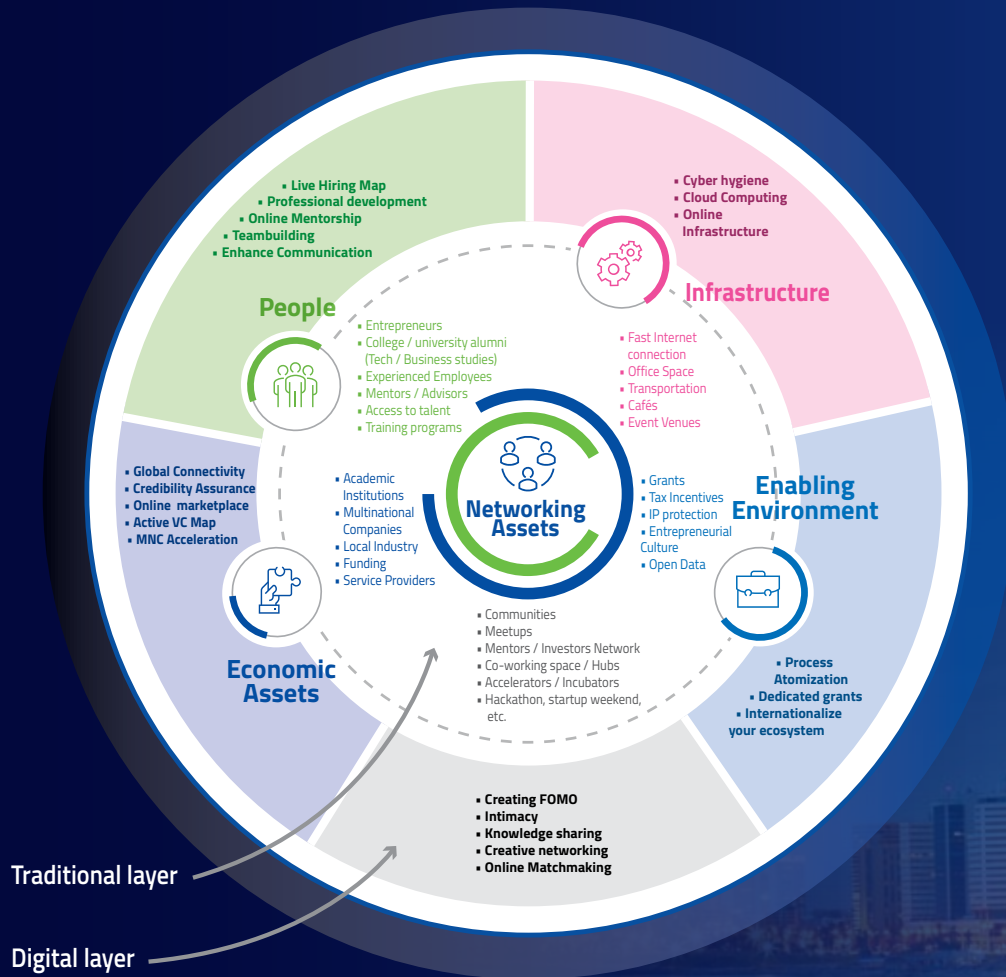 ▪ Live Hiring Map
▪ Professional development
▪ Online Mentorship
▪ Teambuilding
▪ Enhance Communication
People
▪ Entrepreneurs
▪ College / university alumni
(Tech / Business studies)
▪ Experienced Employees
▪ Mentors / Advisors
▪ Access to talent
▪ Training programs
▪ Cyber hygiene
▪ Cloud Computing
▪ Online
Infrastructure
Infrastructure
▪ Fast Internet
connection
▪ Office Space
▪ Transportation
▪ Cafés
▪ Event Venues
▪ Global Connectivity
▪ Credibility Assurance
▪ Online marketplace
▪ Active VC Map
▪ MNC Acceleration
▪ Academic
Institutions
▪ Multinational
Companies
▪ Local Industry
▪ Funding
▪ Service Providers
Economic
Assets
Networking
Assets
▪ Grants
▪ Tax Incentives
▪ IP protection
▪ Entrepreneurial
Culture
▪ Open Data
Enabling
Environment
▪ Process
Atomization
▪ Dedicated grants
▪ Internationalize
your ecosystem
▪ Communities
▪ Meetups
▪ Mentors / Investors Network
▪ Co-working space / Hubs
▪ Accelerators / Incubators
▪ Hackathon, startup weekend,
etc.
▪ Creating FOMO
▪ Intimacy
▪ Knowledge sharing
▪ Creative networking
▪ Online Matchmaking
Traditional layer
Digital layer